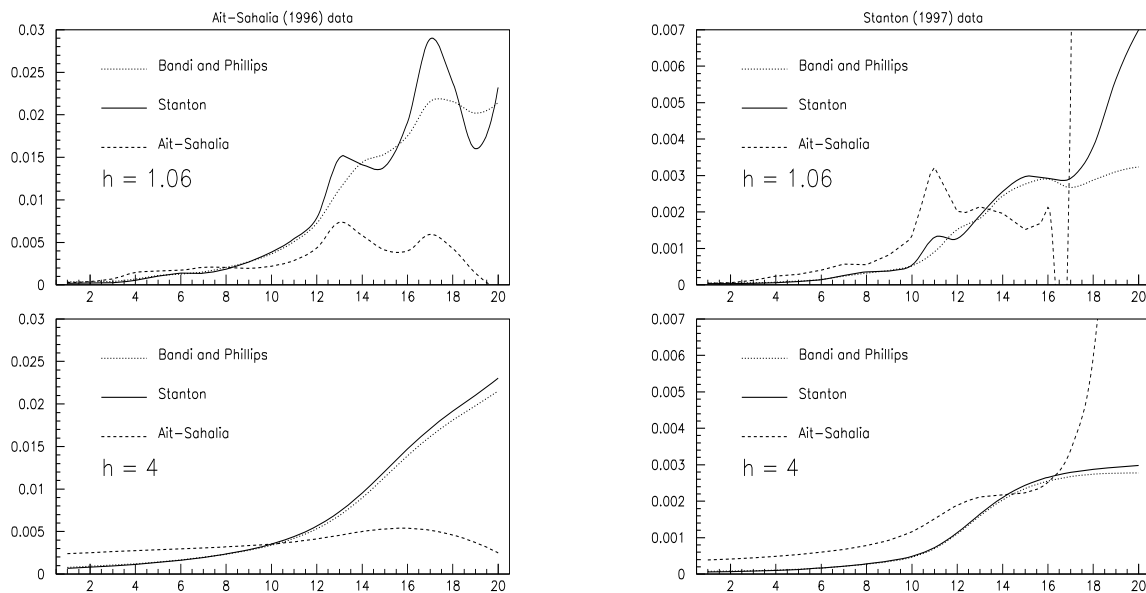 Ait-Sahalia (1996) data
0.03
0.025
0.02
0.015
0.01
0.005
0
Bandi and Phillips
Stanton
Ait-Sahalia
h = 1.06
2 4 6 8 10 12 14 16 18 20
Stanton (1997) data
0.007
0.006
0.005
0.004
0.003
0.002
0.001
0
Bandi and Phillips
Stanton
Ait-Sahalia
h = 1.06
2 4 6 8 10 12 14 16 18 20
0.03
0.025
0.02
0.015
0.01
0.005
0
Bandi and Phillips
Stanton
Ait-Sahalia
h = 4
2 4 6 8 10 12 14 16 18 20
0.007
0.006
0.005
0.004
0.003
0.002
0.001
0
Bandi and Phillips
Stanton
Ait-Sahalia
h = 4
2 4 6 8 10 12 14 16 18 20